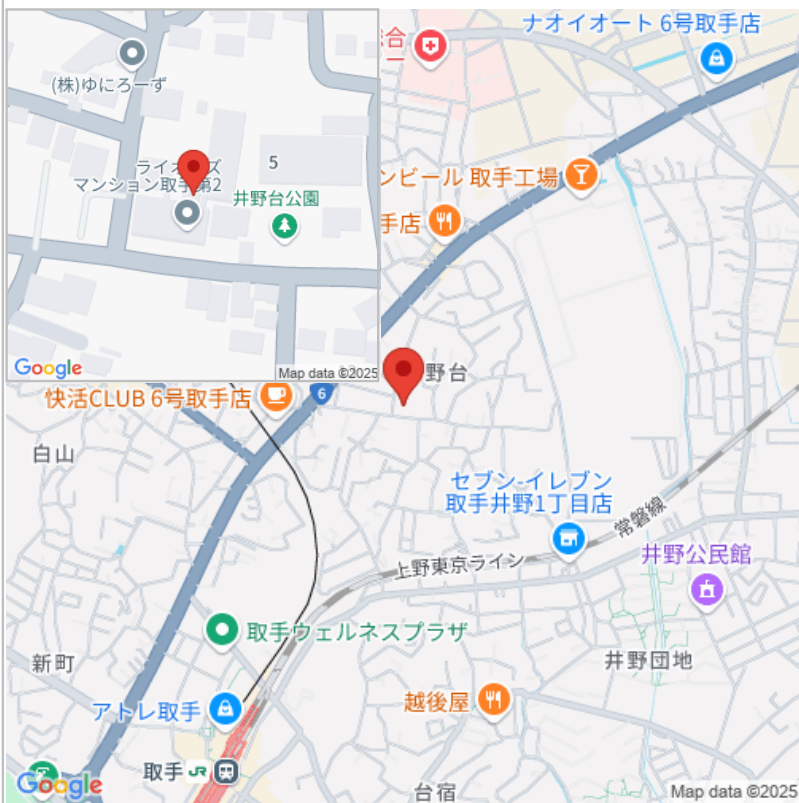 (株)ゆにろーず
5
マンション取手第2
井野台公園
Google
Map data ©2025
ナオイオート 6号取手店
ンビール 取手工場
手店
野台
快活CLUB 6号取手店
6
白山
セブン-イレブン
取手井野1丁目店
常磐線
上野東京ライン
井野公民館
取手ウェルネスプラザ
新町
井野団地
アトレ取手
越後屋
取手 JR
台宿
Google
Map data ©2025